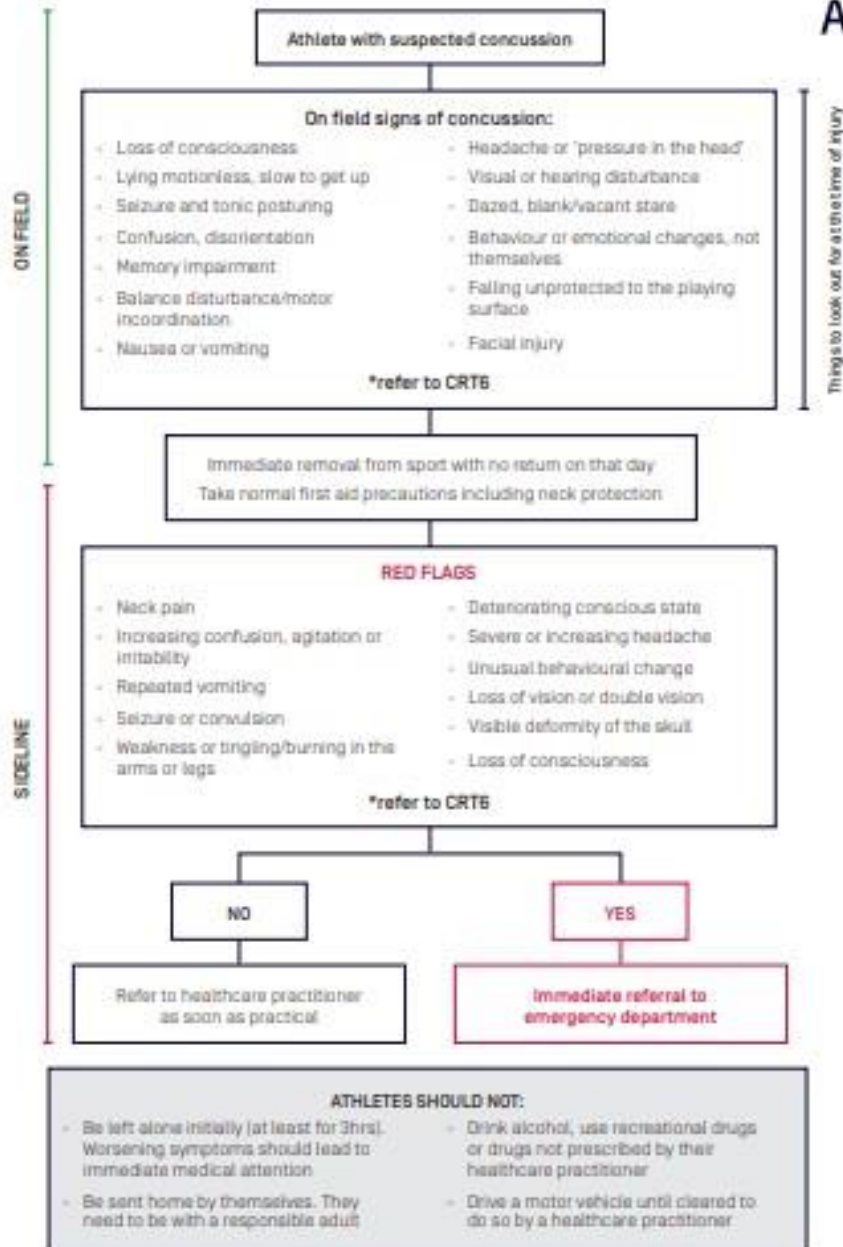 A
Athlete with suspected concussion
ON FIELD
On field signs of concussion:
- Loss of consciousness
- Lying motionless, slow to get up
- Seizure and tonic posturing
- Confusion, disorientation
- Memory impairment
- Balance disturbance/motor
incoordination
- Nausea or vomiting
- Headache or 'pressure in the head'
- Visual or hearing disturbance
- Dazed, blank/vacant stare
- Behaviour or emotional changes, not
themselves
- Falling unprotected to the playing
surface
- Facial injury
*refer to CRT6
Things to look out for at the time of injury
Immediate removal from sport with no return on that day
Take normal first aid precautions including neck protection
SIDELINE
RED FLAGS
- Neck pain
- Increasing confusion, agitation or
irritability
- Repeated vomiting
- Seizure or convulsion
- Weakness or tingling/burning in the
arms or legs
- Deteriorating conscious state
- Severe or increasing headache
- Unusual behavioural change
- Loss of vision or double vision
- Visible deformity of the skull
- Loss of consciousness
*refer to CRT6
NO
YES
Refer to healthcare practitioner
as soon as practical
Immediate referral to
emergency department
ATHLETES SHOULD NOT:
- Be left alone initially (at least for 3hrs).
Worsening symptoms should lead to
immediate medical attention
- Be sent home by themselves. They
need to be with a responsible adult
- Drink alcohol, use recreational drugs
or drugs not prescribed by their
healthcare practitioner
- Drive a motor vehicle until cleared to
do so by a healthcare practitioner